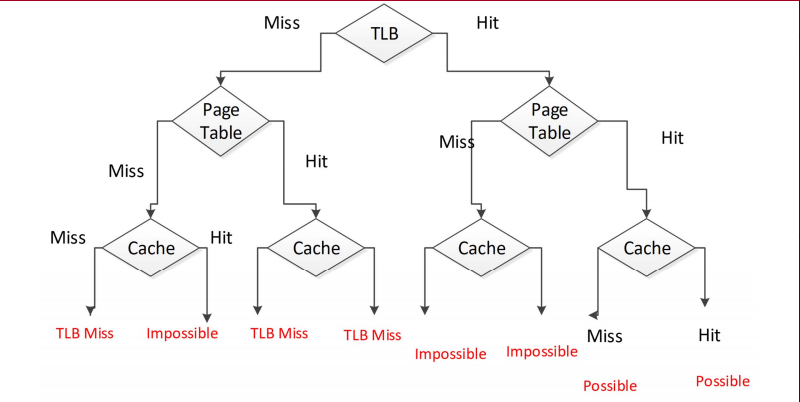 Miss
TLB
Hit
Page
Table
Page
Table
Miss
Hit
Miss
Hit
Miss
Cache
Hit
Cache
Cache
Cache
TLB Miss
Impossible
TLB Miss
TLB Miss
Impossible
Impossible
Miss
Hit
Possible
Possible